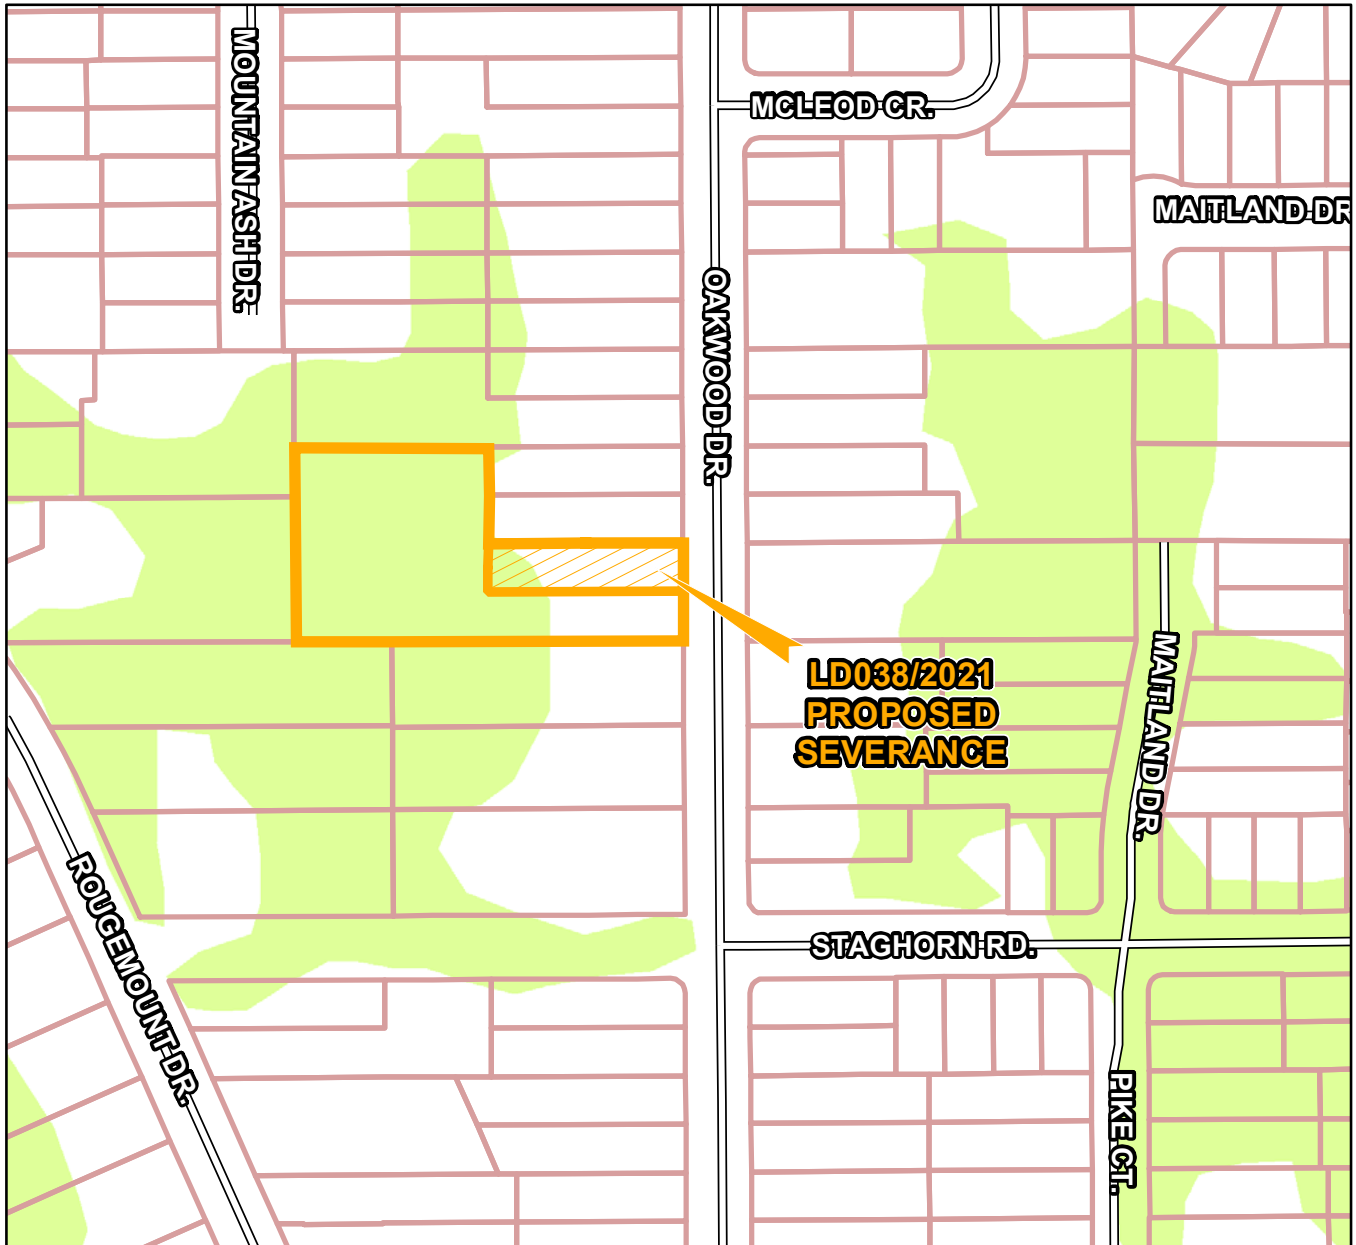 MOUNTAIN ASH DR.
MCLEOD CR.
MAITLAND DR
OAKWOOD DR.
LD038/2021
PROPOSED
SEVERANCE
MAITLAND DR.
ROUGEMOUNT DR.
STAGHORN RD.
PIKE CT.